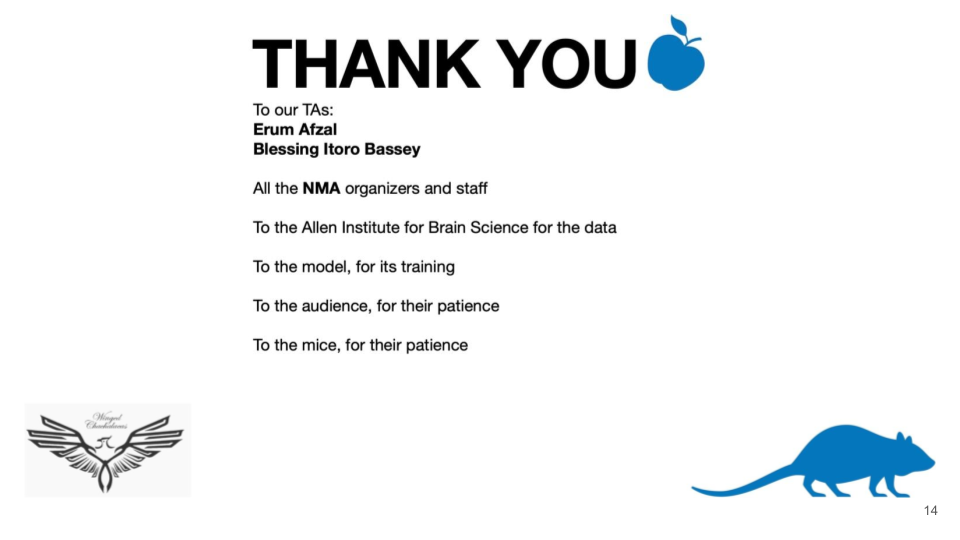 THANK YOU
To our TAs:
Erum Afzal
Blessing Itoro Bassey
All the NMA organizers and staff
To the Allen Institute for Brain Science for the data
To the model, for its training
To the audience, for their patience
To the mice, for their patience
Winged
14